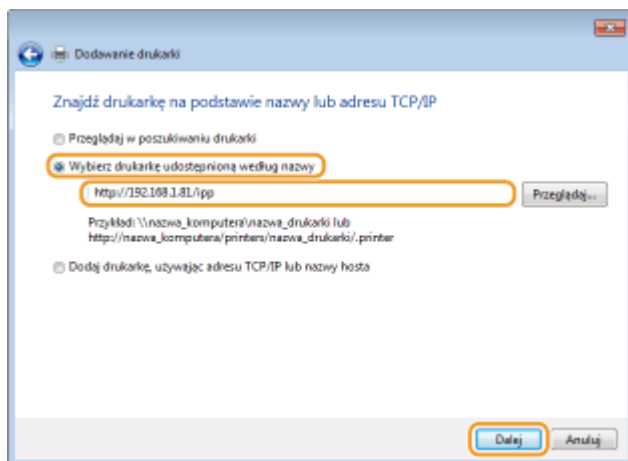 Dodawanie drukarki
Znajdź drukarkę na podstawie nazwy lub adresu TCP/IP
Przeglądaj w poszukiwaniu drukarki
Wybierz drukarkę udostępnioną według nazwy
http://192.168.1.81/ipp
Przeglądaj...
Przykład: \\nazwa_komputera\nazwa_drukarki lub
http://nazwa_komputera/printers/nazwa_drukarki/.printer
Dodaj drukarkę, używając adresu TCP/IP lub nazwy hosta
Dalej
Anuluj